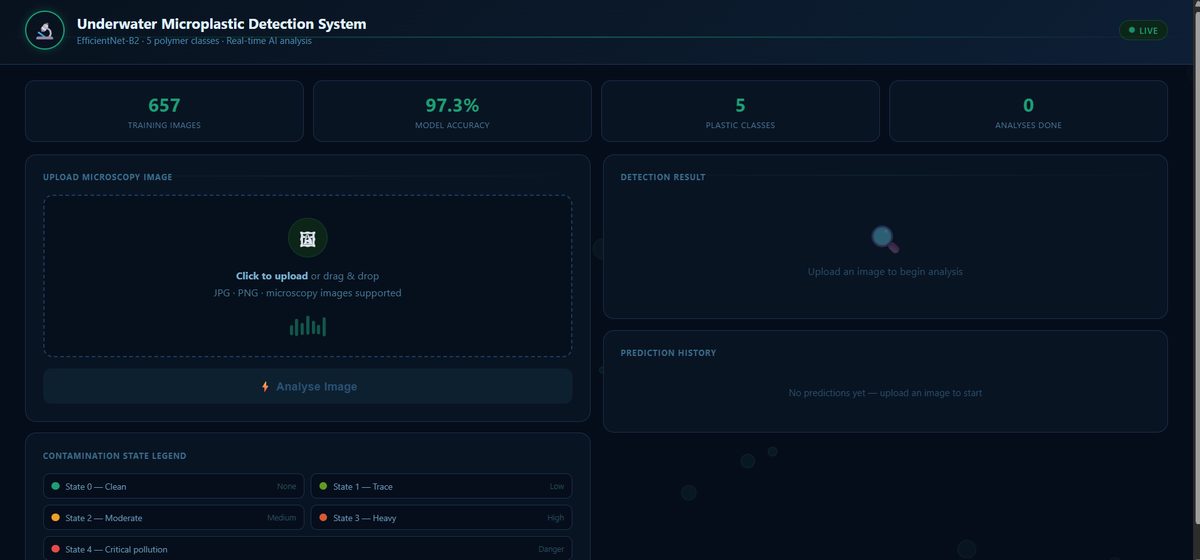 Underwater Microplastic Detection System
EfficientNet-B2 · 5 polymer classes · Real-time AI analysis
LIVE
657
TRAINING IMAGES
97.3%
MODEL ACCURACY
5
PLASTIC CLASSES
0
ANALYSES DONE
UPLOAD MICROSCOPY IMAGE
Click to upload or drag & drop
JPG · PNG · microscopy images supported
Analyse Image
DETECTION RESULT
Upload an image to begin analysis
PREDICTION HISTORY
No predictions yet — upload an image to start
CONTAMINATION STATE LEGEND
State 0 — Clean None
State 1 — Trace Low
State 2 — Moderate Medium
State 3 — Heavy High
State 4 — Critical pollution Danger